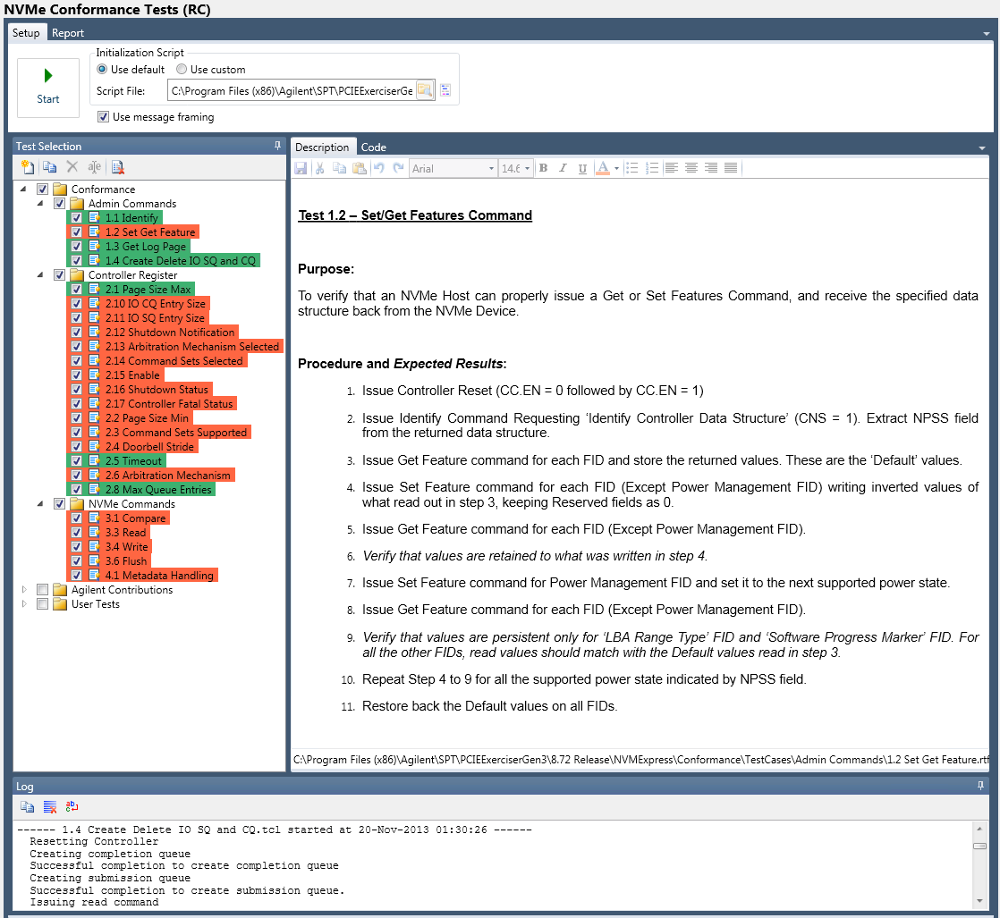 NVMe Conformance Tests (RC)
Setup Report
Initialization Script
Use default Use custom
Start
Script File: C:\Program Files (x86)\Agilent\SPT\PCIEExerciserGe
Use message framing
Test Selection
Conformance
Admin Commands
1.1 Identify
1.2 Set Get Feature
1.3 Get Log Page
1.4 Create Delete IO SQ and CQ
Controller Register
2.1 Page Size Max
2.10 IO CQ Entry Size
2.11 IO SQ Entry Size
2.12 Shutdown Notification
2.13 Arbitration Mechanism Selected
2.14 Command Sets Selected
2.15 Enable
2.16 Shutdown Status
2.17 Controller Fatal Status
2.2 Page Size Min
2.3 Command Sets Supported
2.4 Doorbell Stride
2.5 Timeout
2.6 Arbitration Mechanism
2.8 Max Queue Entries
NVMe Commands
3.1 Compare
3.3 Read
3.4 Write
3.6 Flush
4.1 Metadata Handling
Agilent Contributions
User Tests
Description Code
Arial 14.6 B I U A
Test 1.2 – Set/Get Features Command
Purpose:
To verify that an NVMe Host can properly issue a Get or Set Features Command, and receive the specified data
structure back from the NVMe Device.
Procedure and Expected Results:
1. Issue Controller Reset (CC.EN = 0 followed by CC.EN = 1)
2. Issue Identify Command Requesting ‘Identify Controller Data Structure’ (CNS = 1). Extract NPSS field
from the returned data structure.
3. Issue Get Feature command for each FID and store the returned values. These are the ‘Default’ values.
4. Issue Set Feature command for each FID (Except Power Management FID) writing inverted values of
what read out in step 3, keeping Reserved fields as 0.
5. Issue Get Feature command for each FID (Except Power Management FID).
6. Verify that values are retained to what was written in step 4.
7. Issue Set Feature command for Power Management FID and set it to the next supported power state.
8. Issue Get Feature command for each FID (Except Power Management FID).
9. Verify that values are persistent only for ‘LBA Range Type’ FID and ‘Software Progress Marker’ FID. For
all the other FIDs, read values should match with the Default values read in step 3.
10. Repeat Step 4 to 9 for all the supported power state indicated by NPSS field.
11. Restore back the Default values on all FIDs.
C:\Program Files (x86)\Agilent\SPT\PCIEExerciserGen3\8.72 Release\NVMExpress\Conformance\TestCases\Admin Commands\1.2 Set Get Feature.rtf
Log
------ 1.4 Create Delete IO SQ and CQ.tcl started at 20-Nov-2013 01:30:26 ------
Resetting Controller
Creating completion queue
Successful completion to create completion queue
Creating submission queue
Successful completion to create submission queue.
Issuing read command